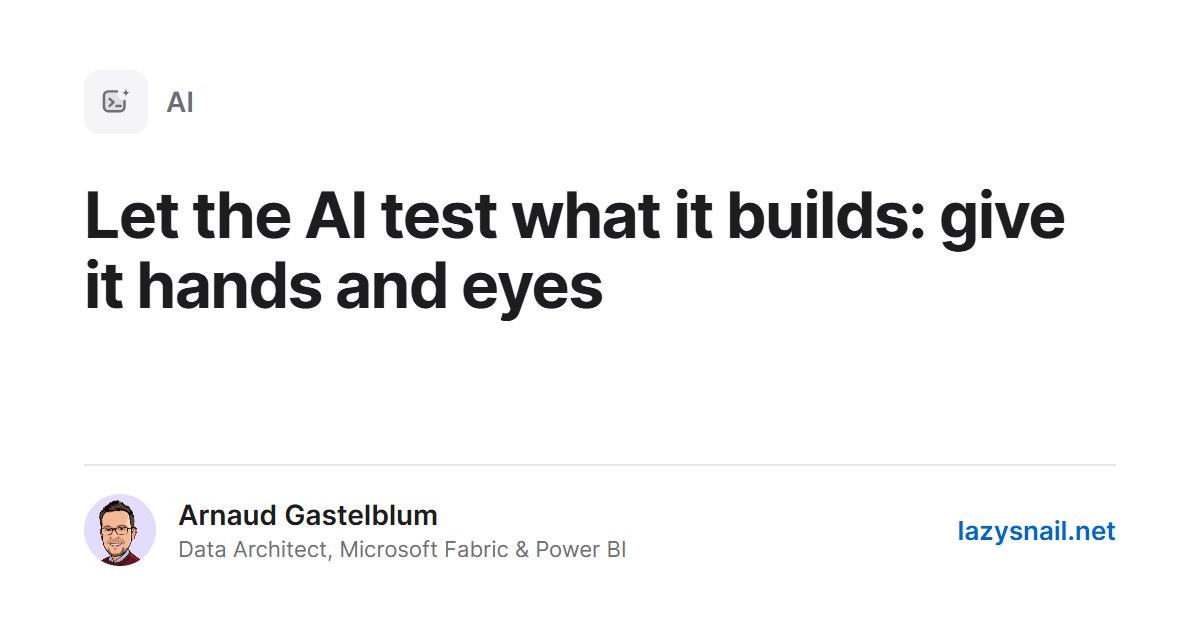 AI
Let the AI test what it builds: give
it hands and eyes
Arnaud Gastelblum
Data Architect, Microsoft Fabric & Power BI
lazysnail.net